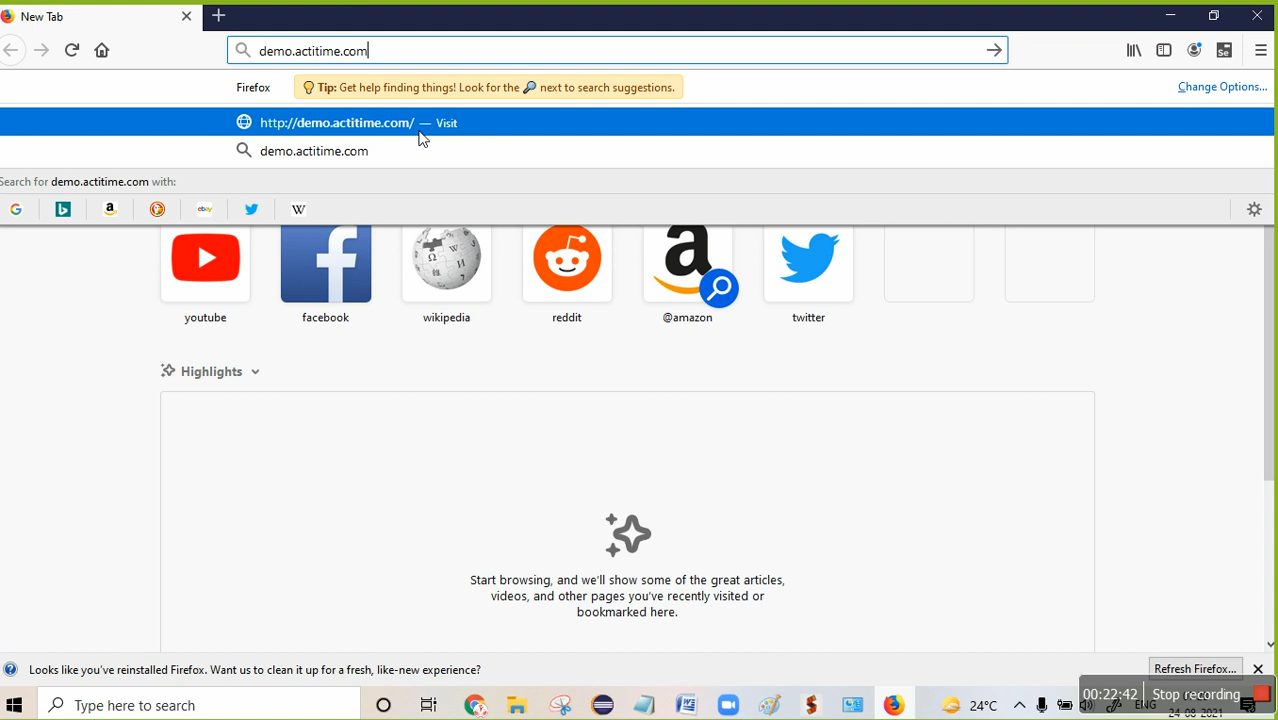 New Tab
demo.actitime.com
Firefox
Tip: Get help finding things! Look for the 🔎 next to search suggestions.
Change Options...
http://demo.actitime.com/ — Visit
demo.actitime.com
Search for demo.actitime.com with:
youtube
facebook
wikipedia
reddit
@amazon
twitter
Highlights
Start browsing, and we'll show some of the great articles,
videos, and other pages you've recently visited or
bookmarked here.
Looks like you've reinstalled Firefox. Want us to clean it up for a fresh, like-new experience?
Refresh Firefox...
Type here to search
24°C
ENG
00:22:42
Stop recording
24-08-2021